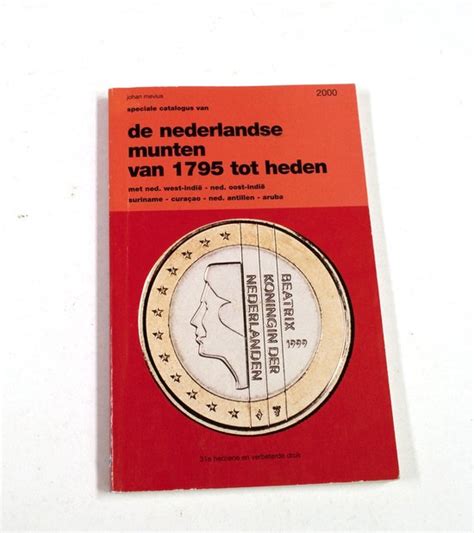 johan mevius
2000
speciale catalogus van
de nederlandse
munten
van 1795 tot heden
met ned. west-indië - ned. oost-indië
suriname - curaçao - ned. antillen - aruba
BEATRIX
KONINGIN DER
NEDERLANDEN
1999
31e herziene en verbeterde druk